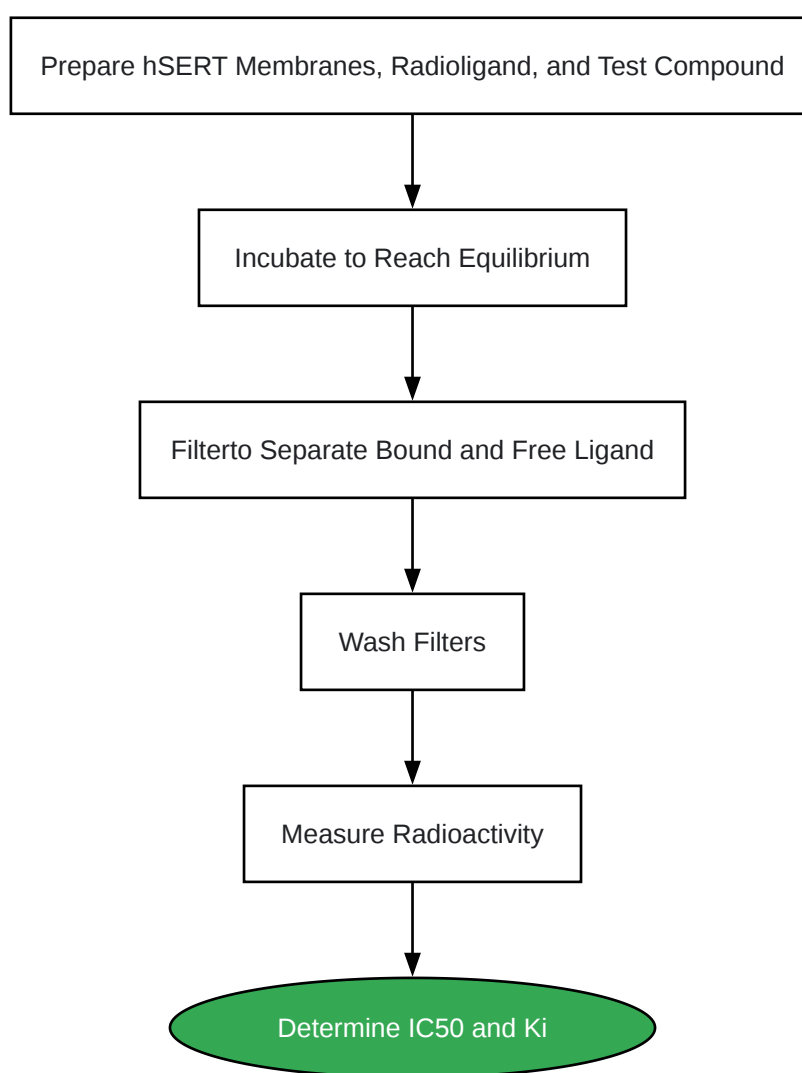 Prepare hSERT Membranes, Radioligand, and Test Compound
Incubate to Reach Equilibrium
Filterto Separate Bound and Free Ligand
Wash Filters
Measure Radioactivity
Determine IC50 and Ki